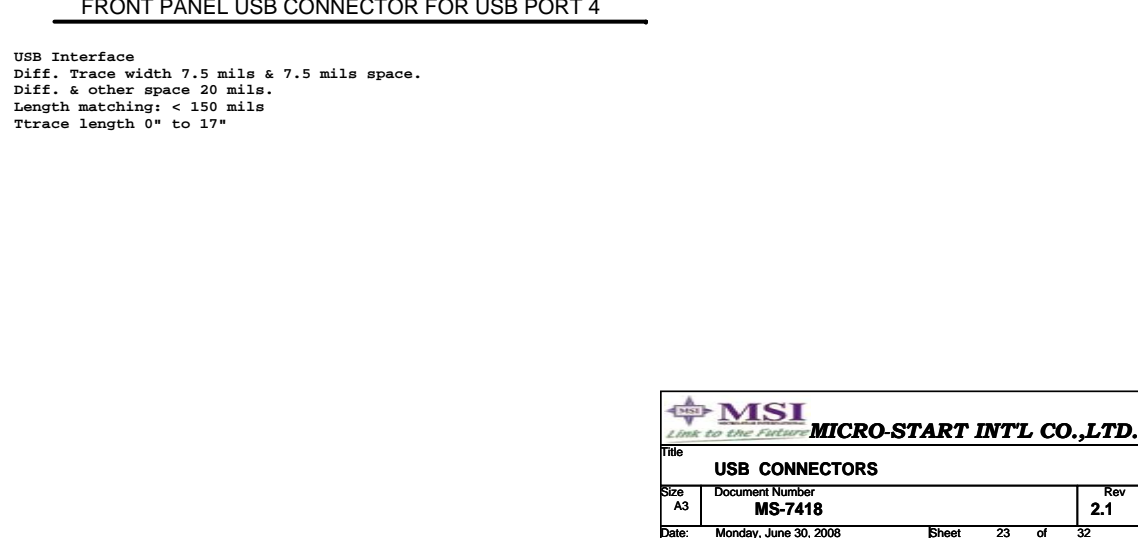 FRONT PANEL USB CONNECTOR FOR USB PORT 4
USB Interface
Diff. Trace width 7.5 mils & 7.5 mils space.
Diff. & other space 20 mils.
Length matching: < 150 mils
Ttrace length 0" to 17"
MSI MSI
Link to the Future MICRO-START INT'L CO.,LTD.
Title
USB CONNECTORS
Size Document Number Rev
A3 MS-7418 2.1
Date: Monday, June 30, 2008 Sheet 23 of 32